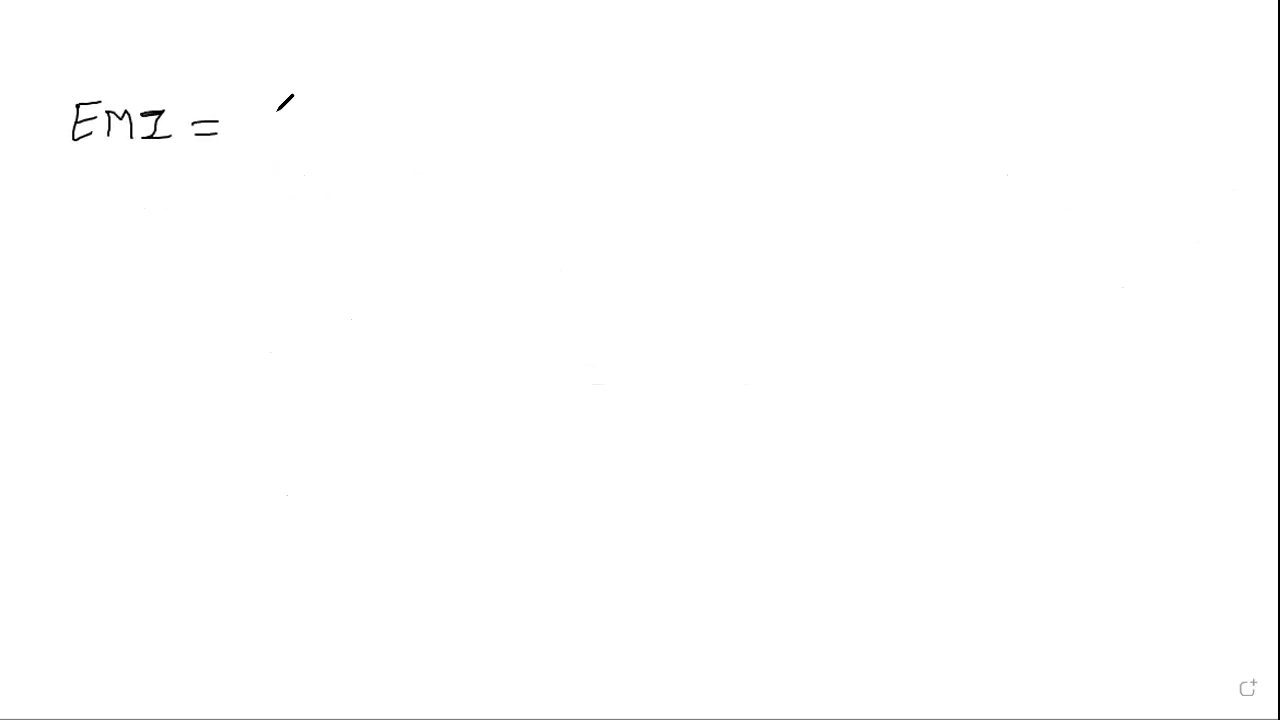 EMI =